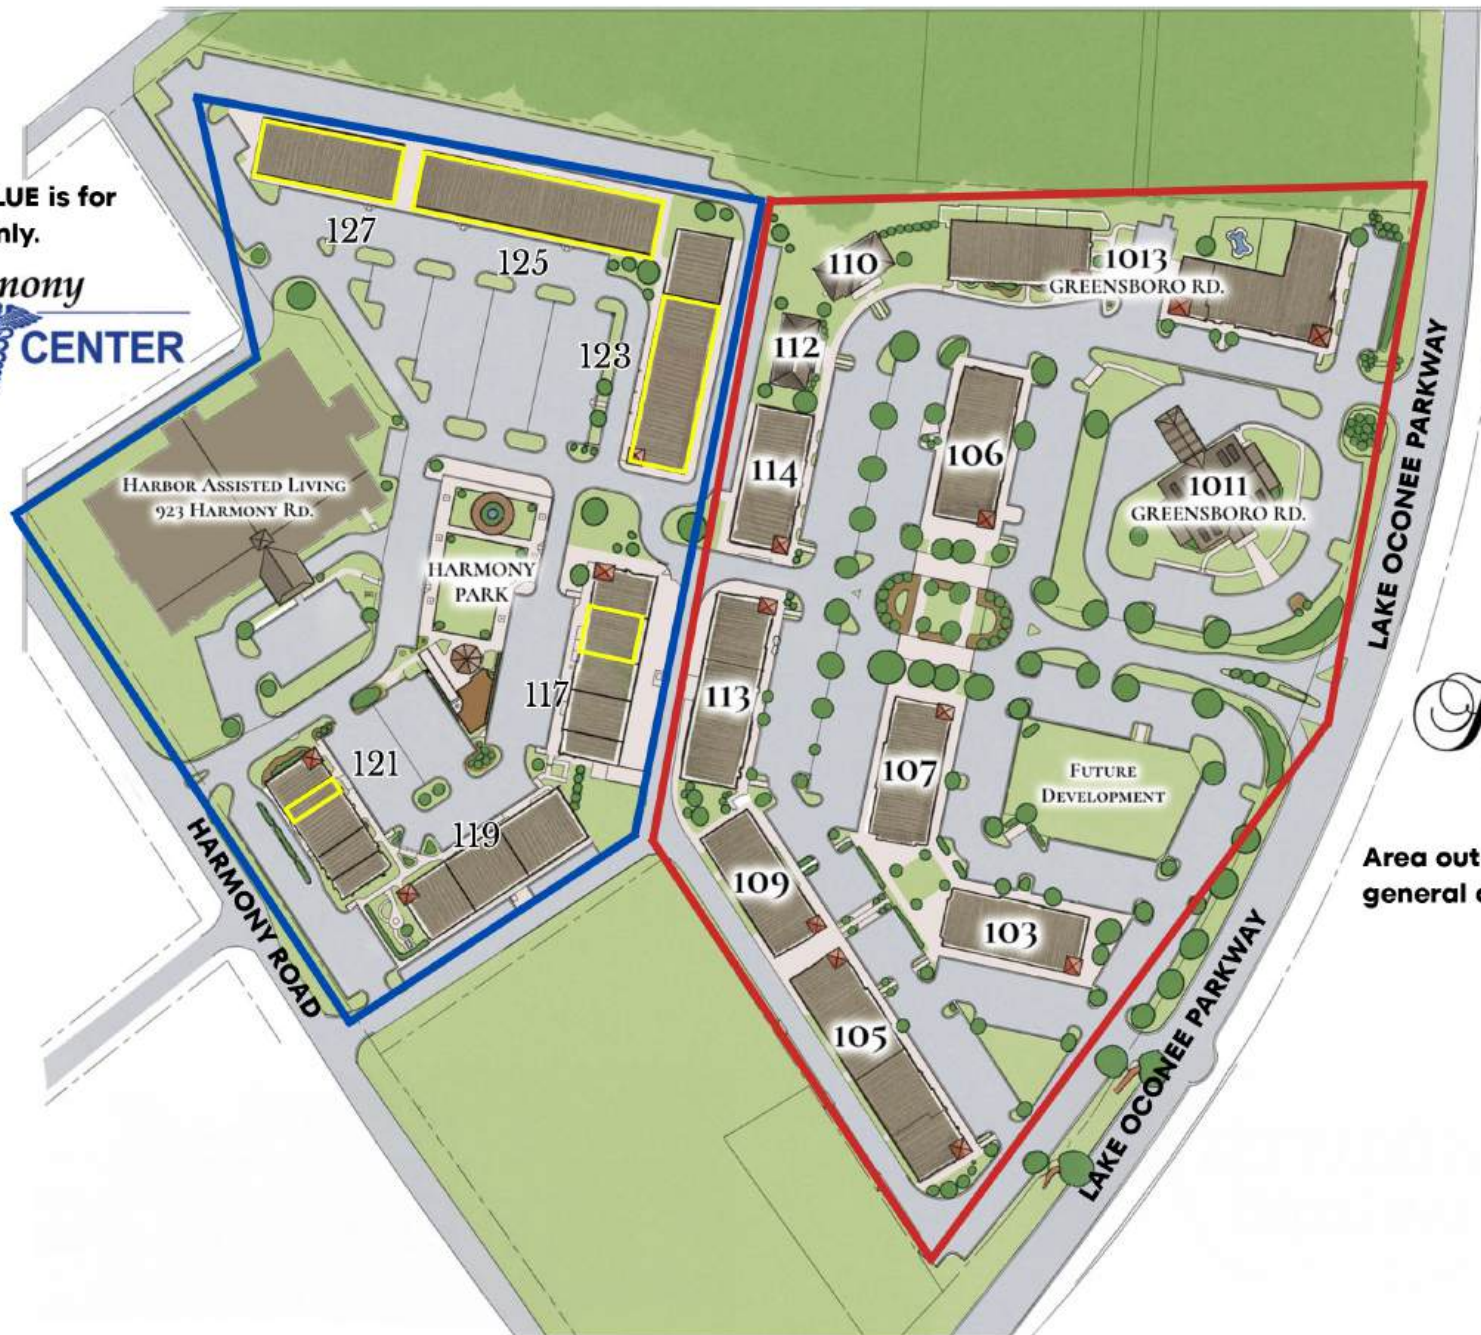 LUE is for
nly.
mony
CENTER
127
125
123
110
1013
GREENSBORO RD.
112
114
106
1011
GREENSBORO RD.
LAKE OCONEE PARKWAY
HARBOR ASSISTED LIVING
923 HARMONY RD.
HARMONY
PARK
117
113
107
FUTURE
DEVELOPMENT
121
119
109
103
105
HARMONY ROAD
Area out
general
LAKE OCONEE PARKWAY